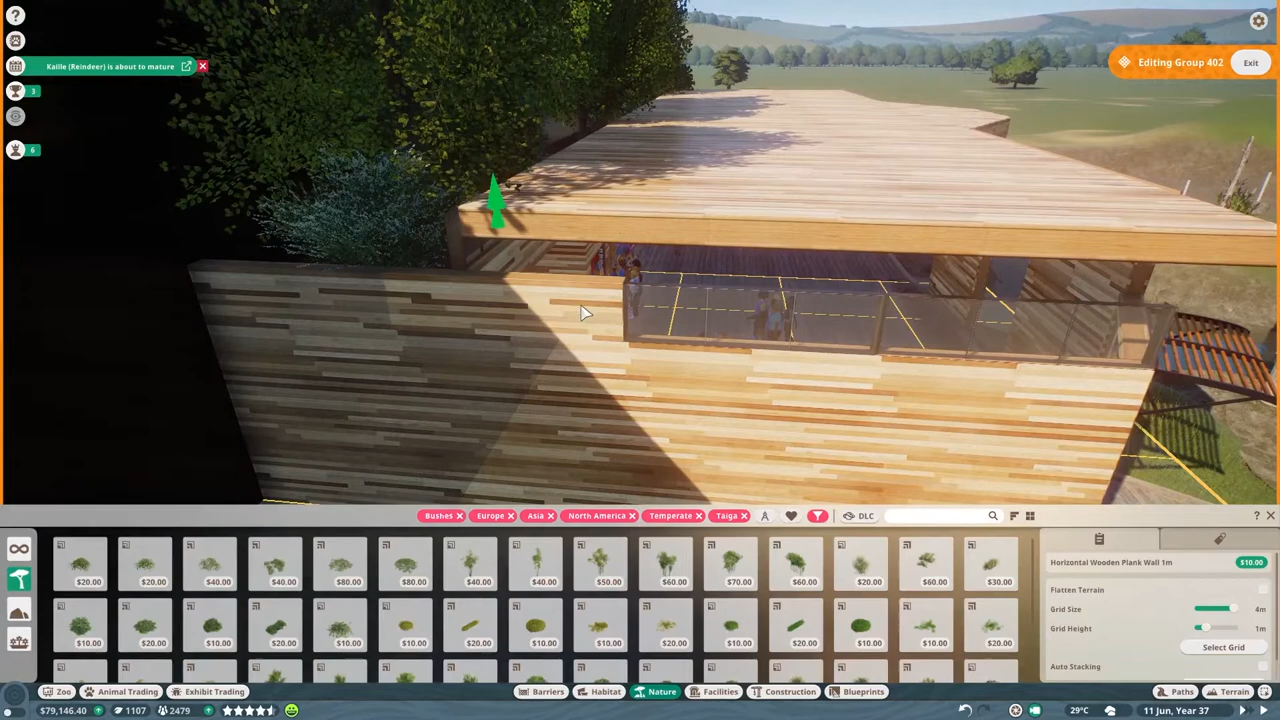 ?
Kaille (Reindeer) is about to mature
3
6
Editing Group 402
Exit
Bushes
Europe
Asia
North America
Temperate
Taiga
DLC
?
$20.00 $20.00 $40.00 $40.00 $80.00 $80.00 $40.00 $40.00 $50.00 $60.00 $70.00 $60.00 $20.00 $60.00 $30.00
$10.00 $20.00 $10.00 $20.00 $10.00 $10.00 $20.00 $10.00 $10.00 $20.00 $10.00 $20.00 $10.00 $10.00 $20.00
Horizontal Wooden Plank Wall 1m $10.00
Flatten Terrain
Grid Size 4m
Grid Height 1m
Select Grid
Auto Stacking
Zoo Animal Trading Exhibit Trading Barriers Habitat Nature Facilities Construction Blueprints Paths Terrain
$79,146.40 1107 2479 29°C 11 Jun, Year 37